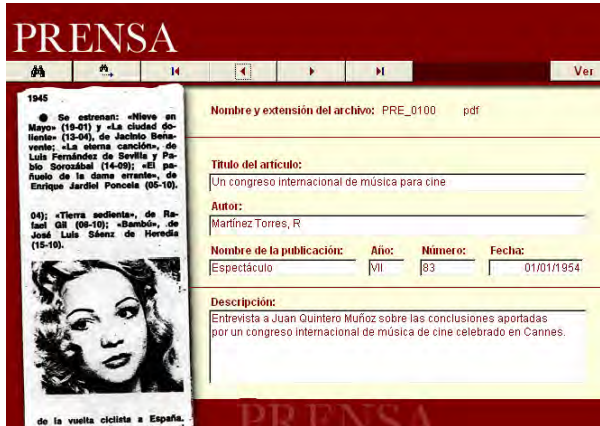 PRENSA
Ver
1945
● Se estrenan: «Nieve en
Mayo» (19-01) y «La ciudad do-
liente» (13-04), de Jacinto Bena-
vente; «La eterna canción», de
Luis Fernández de Sevilla y Pa-
blo Sorozábal (14-09); «El pa-
ñuelo de la dama errante», de
Enrique Jardiel Poncela (05-10).
04); «Tierra sedienta», de Ra-
fael Gil (08-10); «Bambú», de
José Luis Sáenz de Heredia
(15-10).
de la vuelta ciclista a España.
Nombre y extensión del archivo: PRE_0100 pdf
Titulo del artículo:
Un congreso internacional de música para cine
Autor:
Martínez Torres, R
Nombre de la publicación: Año: Número: Fecha:
Espectáculo VII 83 01/01/1954
Descripción:
Entrevista a Juan Quintero Muñoz sobre las conclusiones aportadas
por un congreso internacional de música de cine celebrado en Cannes.
PRENSA